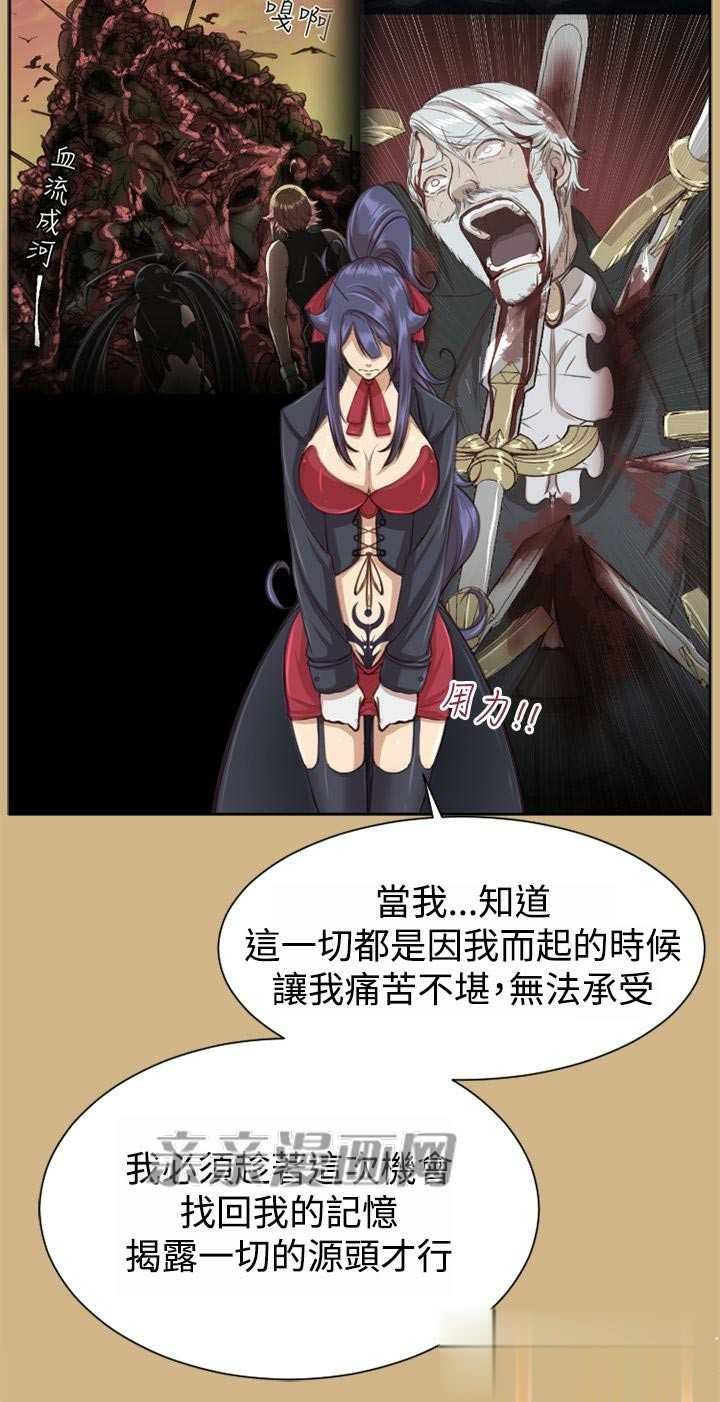 嘎啊
血流成河——
用力!!
當我...知道
這一切都是因我而起的時候
讓我痛苦不堪，無法承受
我必須趁著這次機會
找回我的記憶
揭露一切的源頭才行